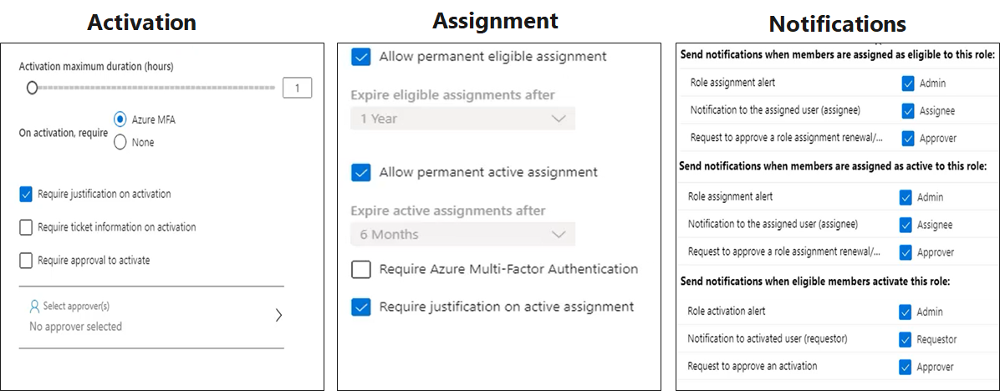 Activation
Activation maximum duration (hours)
1
On activation, require
Azure MFA
None
Require justification on activation
Require ticket information on activation
Require approval to activate
Select approver(s)
No approver selected
Assignment
Allow permanent eligible assignment
Expire eligible assignments after
1 Year
Allow permanent active assignment
Expire active assignments after
6 Months
Require Azure Multi-Factor Authentication
Require justification on active assignment
Notifications
Send notifications when members are assigned as eligible to this role:
Role assignment alert Admin
Notification to the assigned user (assignee) Assignee
Request to approve a role assignment renewal/... Approver
Send notifications when members are assigned as active to this role:
Role assignment alert Admin
Notification to the assigned user (assignee) Assignee
Request to approve a role assignment renewal/... Approver
Send notifications when eligible members activate this role:
Role activation alert Admin
Notification to activated user (requestor) Requestor
Request to approve an activation Approver